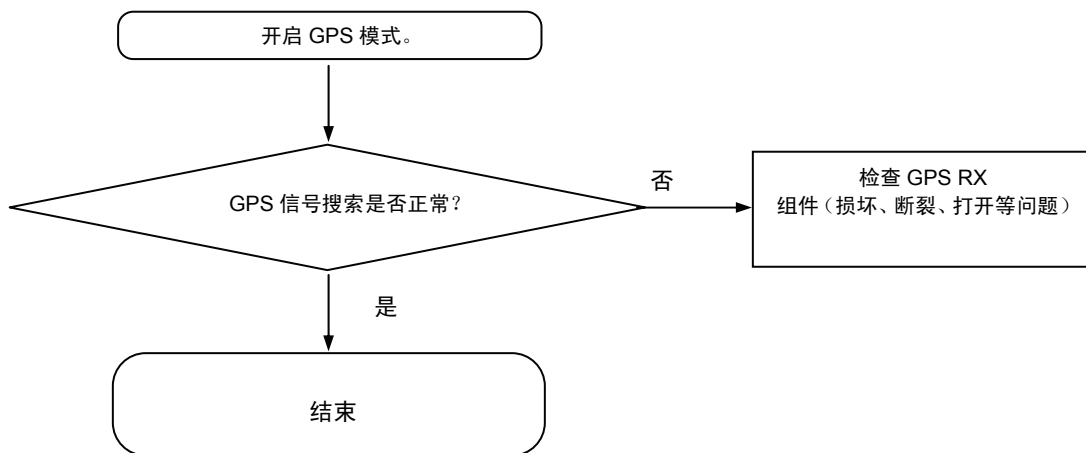 开启 GPS 模式。
GPS 信号搜索是否正常？
否
检查 GPS RX
组件（损坏、断裂、打开等问题）
是
结束